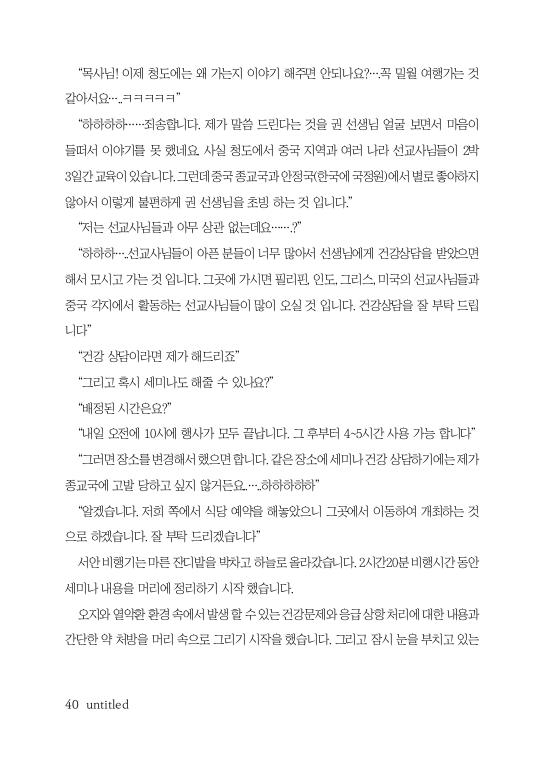 “목사님! 이제 청도에는 왜 가는지 이야기 해주면 안되나요?….꼭 밀월 여행가는 것
같아서요…..ㅋㅋㅋㅋㅋ”
“하하하하……죄송합니다. 제가 말씀 드린다는 것을 권 선생님 얼굴 보면서 마음이
들떠서 이야기를 못 했네요. 사실 청도에서 중국 지역과 여러 나라 선교사님들이 2박
3일간 교육이 있습니다. 그런데 중국 종교국과 안정국(한국에 국정원)에서 별로 좋아하지
않아서 이렇게 불편하게 권 선생님을 초빙 하는 것 입니다.”
“저는 선교사님들과 아무 상관 없는데요…….?”
“하하하…..선교사님들이 아픈 분들이 너무 많아서 선생님에게 건강상담을 받았으면
해서 모시고 가는 것 입니다. 그곳에 가시면 필리핀, 인도, 그리스, 미국의 선교사님들과
중국 각지에서 활동하는 선교사님들이 많이 오실 것 입니다. 건강상담을 잘 부탁 드립
니다”
“건강 상담이라면 제가 해드리죠”
“그리고 혹시 세미나도 해줄 수 있나요?”
“배정된 시간은요?”
“내일 오전에 10시에 행사가 모두 끝납니다. 그 후부터 4~5시간 사용 가능 합니다”
“그러면 장소를 변경해서 했으면 합니다. 같은 장소에 세미나 건강 상담하기에는 제가
종교국에 고발 당하고 싶지 않거든요..…..하하하하하”
“알겠습니다. 저희 쪽에서 식당 예약을 해놓았으니 그곳에서 이동하여 개최하는 것
으로 하겠습니다. 잘 부탁 드리겠습니다”
서안 비행기는 마른 잔디밭을 박차고 하늘로 올라갔습니다. 2시간20분 비행시간 동안
세미나 내용을 머리에 정리하기 시작 했습니다.
오지와 열악환 환경 속에서 발생 할 수 있는 건강문제와 응급 상항 처리에 대한 내용과
간단한 약 처방을 머리 속으로 그리기 시작을 했습니다. 그리고 잠시 눈을 부치고 있는
40 untitled